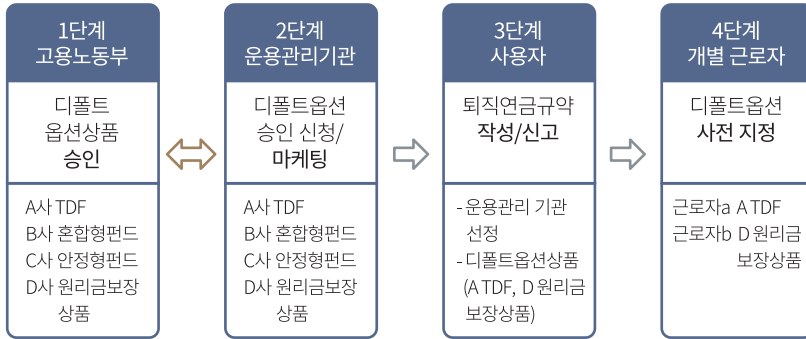 1단계
고용노동부
디폴트
옵션상품
승인
A사 TDF
B사 혼합형펀드
C사 안정형펀드
D사 원리금보장
상품
2단계
운용관리기관
디폴트옵션
승인 신청/
마케팅
A사 TDF
B사 혼합형펀드
C사 안정형펀드
D사 원리금보장
상품
3단계
사용자
퇴직연금규약
작성/신고
- 운용관리 기관
선정
- 디폴트옵션상품
(A TDF, D 원리금
보장상품)
4단계
개별 근로자
디폴트옵션
사전 지정
근로자a A TDF
근로자b D 원리금
보장상품